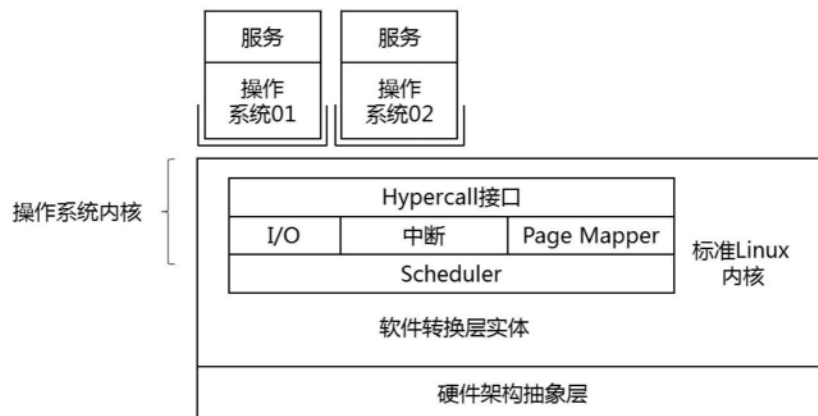 服务
服务
操作
系统01
操作
系统02
操作系统内核
Hypercall接口
I/O
中断
Page Mapper
Scheduler
标准Linux
内核
软件转换层实体
硬件架构抽象层